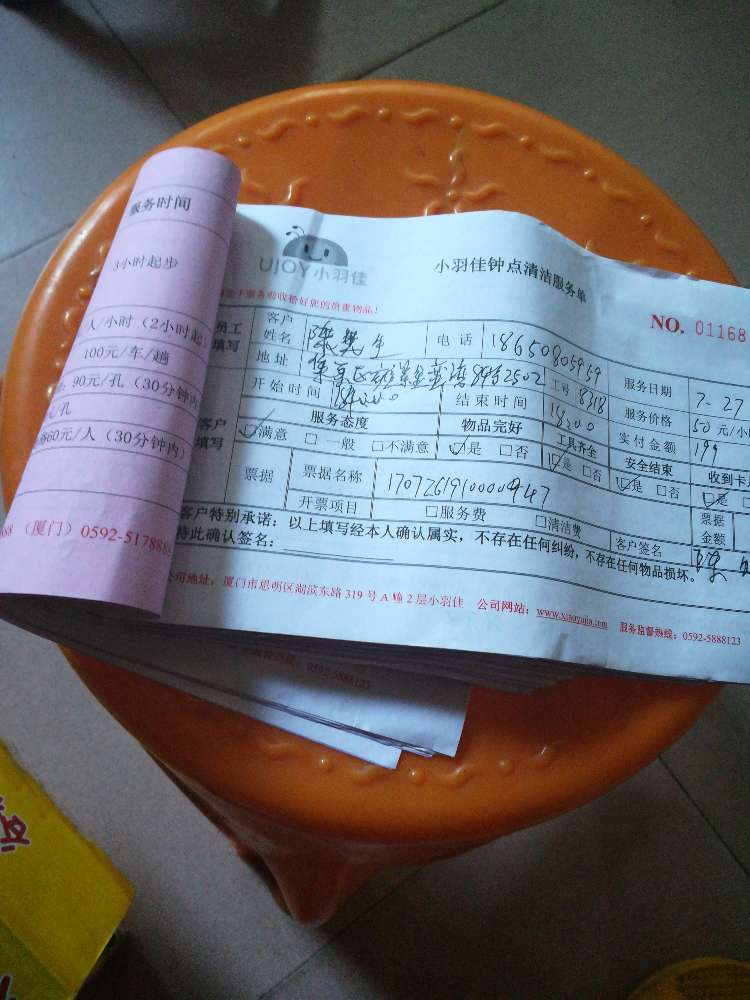 服务时间
3小时起步
人/小时（2小时起
100元/车/趟
90元/孔（30分钟内
元/孔
860元/人（30分钟内）
（厦门）0592-517888
UJOY小羽佳
小羽佳钟点清洁服务单
NO. 01168
员工填写
客户姓名
电话 18650805959
服务日期 7-27
地址
工号 8318
服务价格 50元/小
开始时间
结束时间 18:00
实付金额 199
客户填写
服务态度
物品完好
工具齐全
安全结束
收到卡
☑满意 □一般 □不满意
☑是 □否
☑是 □否
☑是 □否
票据
票据名称 17072619100000947
开票项目
□服务费
□清洁费
票据金额
客户特别承诺：以上填写经本人确认属实，不存在任何纠纷，不存在任何物品损坏。
特此确认签名：
客户签名
公司地址：厦门市思明区湖滨东路 319 号 A 幢 2 层小羽佳 公司网站：www.xiaoyujia.com 服务监督热线：0592-5888123
0592-5888123